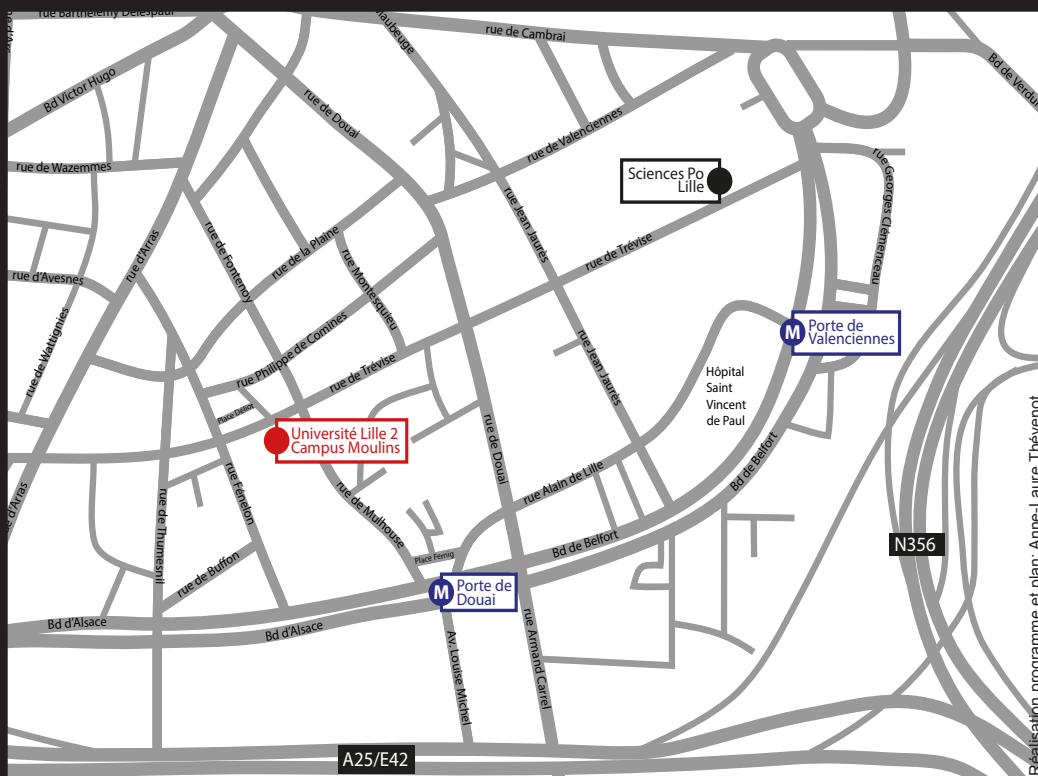 rue Barthélemy Delespaul
rue de Cambrai
Bd de Verdun
Bd Victor Hugo
rue de Douai
rue de Valenciennes
rue de Wazemmes
Sciences Po
Lille
rue Georges Clémenceau
rue Jean Jaurès
rue d'Arras
rue de Fontenoy
rue de la Plaine
rue de Trévise
rue d'Avesnes
rue Montesquieu
rue de Wattignies
rue Philippe de Comines
M
Porte de
Valenciennes
rue de Trévise
rue Jean Jaurès
Hôpital
Saint
Vincent
de Paul
Place Déliot
Université Lille 2
Campus Moulins
rue de Douai
Bd de Belfort
rue Alain de Lille
rue Fénelon
rue de Mulhouse
rue de Thumesnil
N356
Bd de Belfort
Place Fernig
rue de Buffon
M
Porte de
Douai
Bd d'Alsace
Bd d'Alsace
Av. Louise Michel
rue Armand Carrel
A25/E42
Réalisation programme et plan: Anne-Laure Thévenot